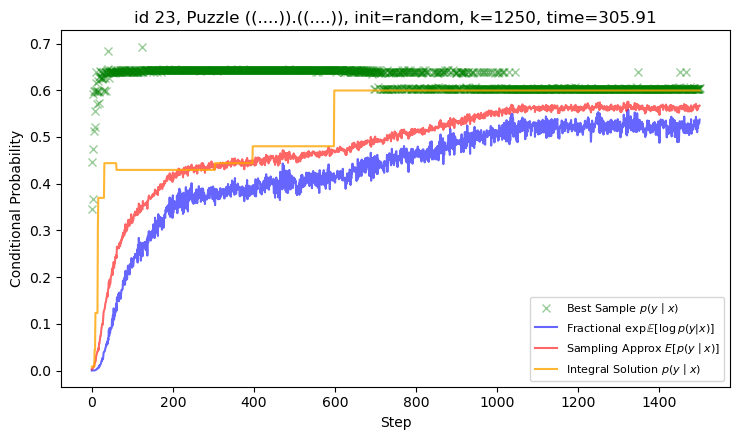 id 23, Puzzle ((....)).((....)), init=random, k=1250, time=305.91
Conditional Probability
0.7
0.6
0.5
0.4
0.3
0.2
0.1
0.0
0
200
400
600
800
1000
1200
1400
Step
Best Sample p(y | x)
Fractional exp𝔼[log p(y|x)]
Sampling Approx E[p(y | x)]
Integral Solution p(y | x)